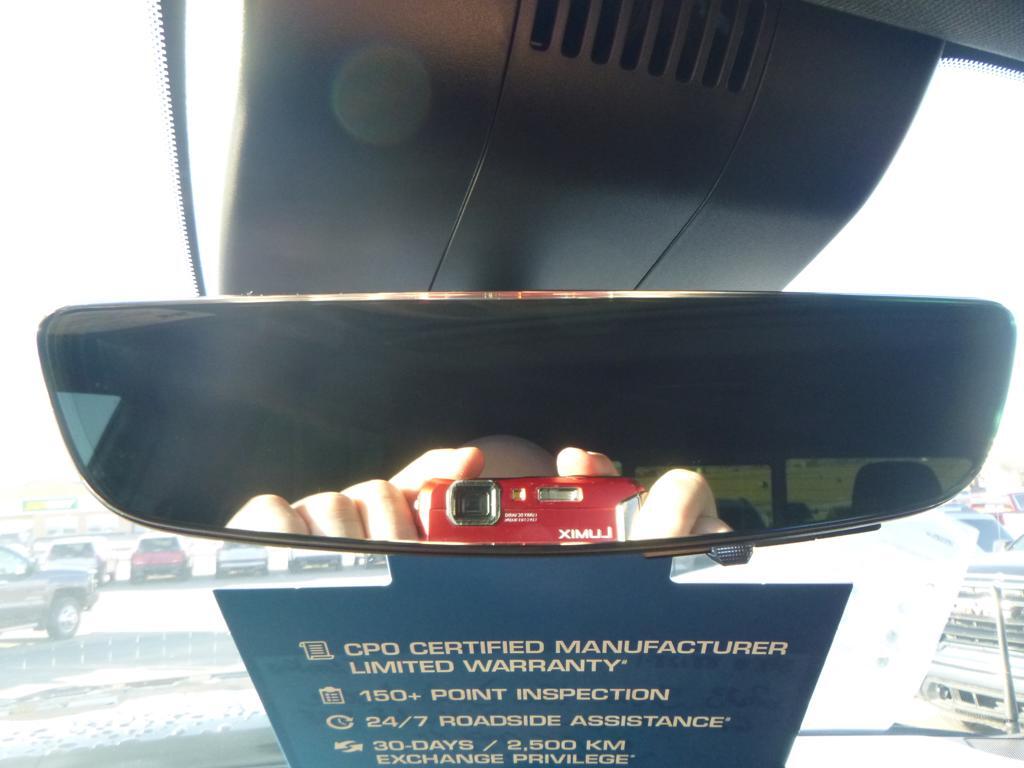 LUMIX
CPO CERTIFIED MANUFACTURER
LIMITED WARRANTY*
150+ POINT INSPECTION
24/7 ROADSIDE ASSISTANCE*
30-DAYS / 2,500 KM
EXCHANGE PRIVILEGE*